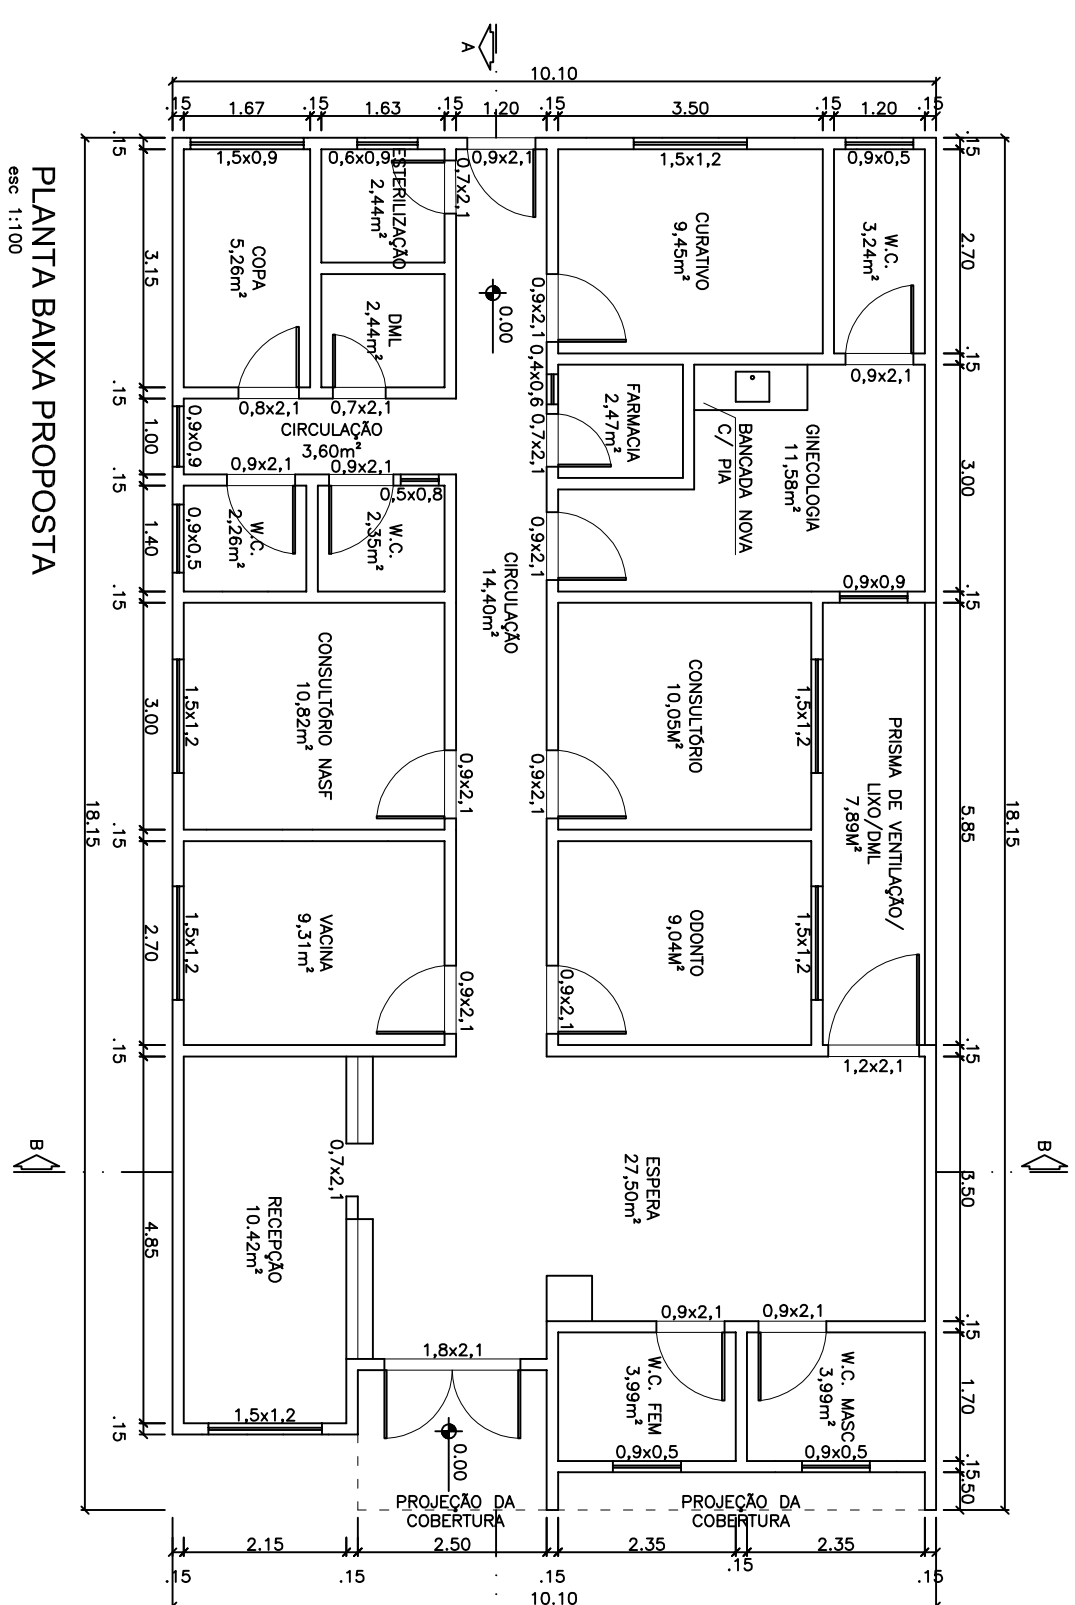 PLANTA BAIXA PROPOSTA
esc 1:100
A
10.10
.15
1.67
.15
1.63
.15
1.20
.15
3.50
.15
1.20
.15
1,5x0,9
0,6x0,9
0,9x2,1
1,5x1,2
0,9x0,5
ESTERILIZAÇÃO
2,44m²
0,7x2,1
COPA
5,26m²
DML
2,44m²
0.00
CURATIVO
9,45m²
W.C.
3,24m²
0,9x2,1
0,4x0,6
0,7x2,1
0,9x2,1
0,9x2,1
0,8x2,1
0,7x2,1
CIRCULAÇÃO
3,60m²
0,9x0,9
0,9x2,1
0,9x2,1
0,5x0,8
FARMACIA
2,47m²
BANCADA NOVA
C/ PIA
GINECOLOGIA
11,58m²
0,9x0,5
W.C.
2,26m²
W.C.
2,35m²
CIRCULAÇÃO
14,40m²
0,9x0,9
CONSULTÓRIO NASF
10,82m²
1,5x1,2
0,9x2,1
0,9x2,1
CONSULTÓRIO
10,05M²
1,5x1,2
PRISMA DE VENTILAÇÃO/
LIXO/DML
7,89M²
VACINA
9,31m²
1,5x1,2
0,9x2,1
0,9x2,1
ODONTO
9,04M²
1,5x1,2
1,2x2,1
0,7x2,1
RECEPÇÃO
10.42m²
ESPERA
27,50m²
0,9x2,1
0,9x2,1
1,8x2,1
W.C. FEM
3,99m²
W.C. MASC
3,99m²
1,5x1,2
0.00
0,9x0,5
0,9x0,5
PROJEÇÃO DA
COBERTURA
PROJEÇÃO DA
COBERTURA
.15
3.15
.15
1.00
.15
1.40
.15
3.00
.15
2.70
.15
4.85
.15
18.15
.15
2.70
.15
3.00
.15
5.85
.15
3.50
.15
1.70
.15
.50
18.15
B
B
.15
2.15
.15
2.50
.15
2.35
.15
2.35
.15
10.10